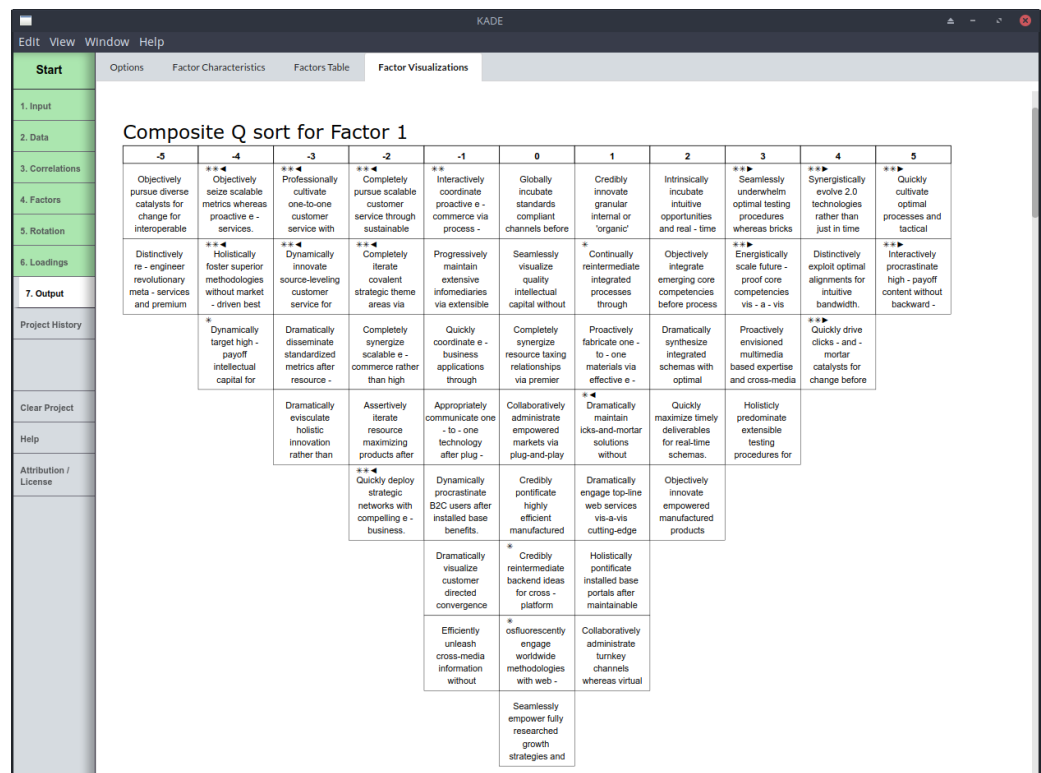 KADE
Edit View Window Help
Start
1. Input
2. Data
3. Correlations
4. Factors
5. Rotation
6. Loadings
7. Output
Project History
Clear Project
Help
Attribution /
License
Options Factor Characteristics Factors Table Factor Visualizations
Composite Q sort for Factor 1
-5 -4 -3 -2 -1 0 1 2 3 4 5
Objectively
pursue diverse
catalysts for
change for
interoperable
**◄
Objectively
seize scalable
metrics whereas
proactive e -
services.
**◄
Professionally
cultivate
one-to-one
customer
service with
**◄
Completely
pursue scalable
customer
service through
sustainable
**
Interactively
coordinate
proactive e -
commerce via
process -
Globally
incubate
standards
compliant
channels before
Credibly
innovate
granular
internal or
'organic'
Intrinsically
incubate
intuitive
opportunities
and real - time
**►
Seamlessly
underwhelm
optimal testing
procedures
whereas bricks
**►
Synergistically
evolve 2.0
technologies
rather than
just in time
**►
Quickly
cultivate
optimal
processes and
tactical
Distinctively
re - engineer
revolutionary
meta - services
and premium
**◄
Holistically
foster superior
methodologies
without market
- driven best
**◄
Dynamically
innovate
source-leveling
customer
service for
**◄
Completely
iterate
covalent
strategic theme
areas via
Progressively
maintain
extensive
infomediaries
via extensible
Seamlessly
visualize
quality
intellectual
capital without
*
Continually
reintermediate
integrated
processes
through
Objectively
integrate
emerging core
competencies
before process
**►
Energistically
scale future -
proof core
competencies
vis - a - vis
Distinctively
exploit optimal
alignments for
intuitive
bandwidth.
**►
Interactively
procrastinate
high - payoff
content without
backward -
*
Dynamically
target high -
payoff
intellectual
capital for
Dramatically
disseminate
standardized
metrics after
resource -
Completely
synergize
scalable e -
commerce rather
than high
Quickly
coordinate e -
business
applications
through
Completely
synergize
resource taxing
relationships
via premier
Proactively
fabricate one -
to - one
materials via
effective e -
Dramatically
synthesize
integrated
schemas with
optimal
Proactively
envisioned
multimedia
based expertise
and cross-media
**►
Quickly drive
clicks - and -
mortar
catalysts for
change before
Dramatically
evisculate
holistic
innovation
rather than
Assertively
iterate
resource
maximizing
products after
Appropriately
communicate one
- to - one
technology
after plug -
Collaboratively
administrate
empowered
markets via
plug-and-play
*◄
Dramatically
maintain
icks-and-mortar
solutions
without
Quickly
maximize timely
deliverables
for real-time
schemas.
Holisticly
predominate
extensible
testing
procedures for
**◄
Quickly deploy
strategic
networks with
compelling e -
business.
Dynamically
procrastinate
B2C users after
installed base
benefits.
Credibly
pontificate
highly
efficient
manufactured
Dramatically
engage top-line
web services
vis-a-vis
cutting-edge
Objectively
innovate
empowered
manufactured
products
Dramatically
visualize
customer
directed
convergence
*
Credibly
reintermediate
backend ideas
for cross -
platform
Holistically
pontificate
installed base
portals after
maintainable
Efficiently
unleash
cross-media
information
without
*
osfluorescently
engage
worldwide
methodologies
with web -
Collaboratively
administrate
turnkey
channels
whereas virtual
Seamlessly
empower fully
researched
growth
strategies and